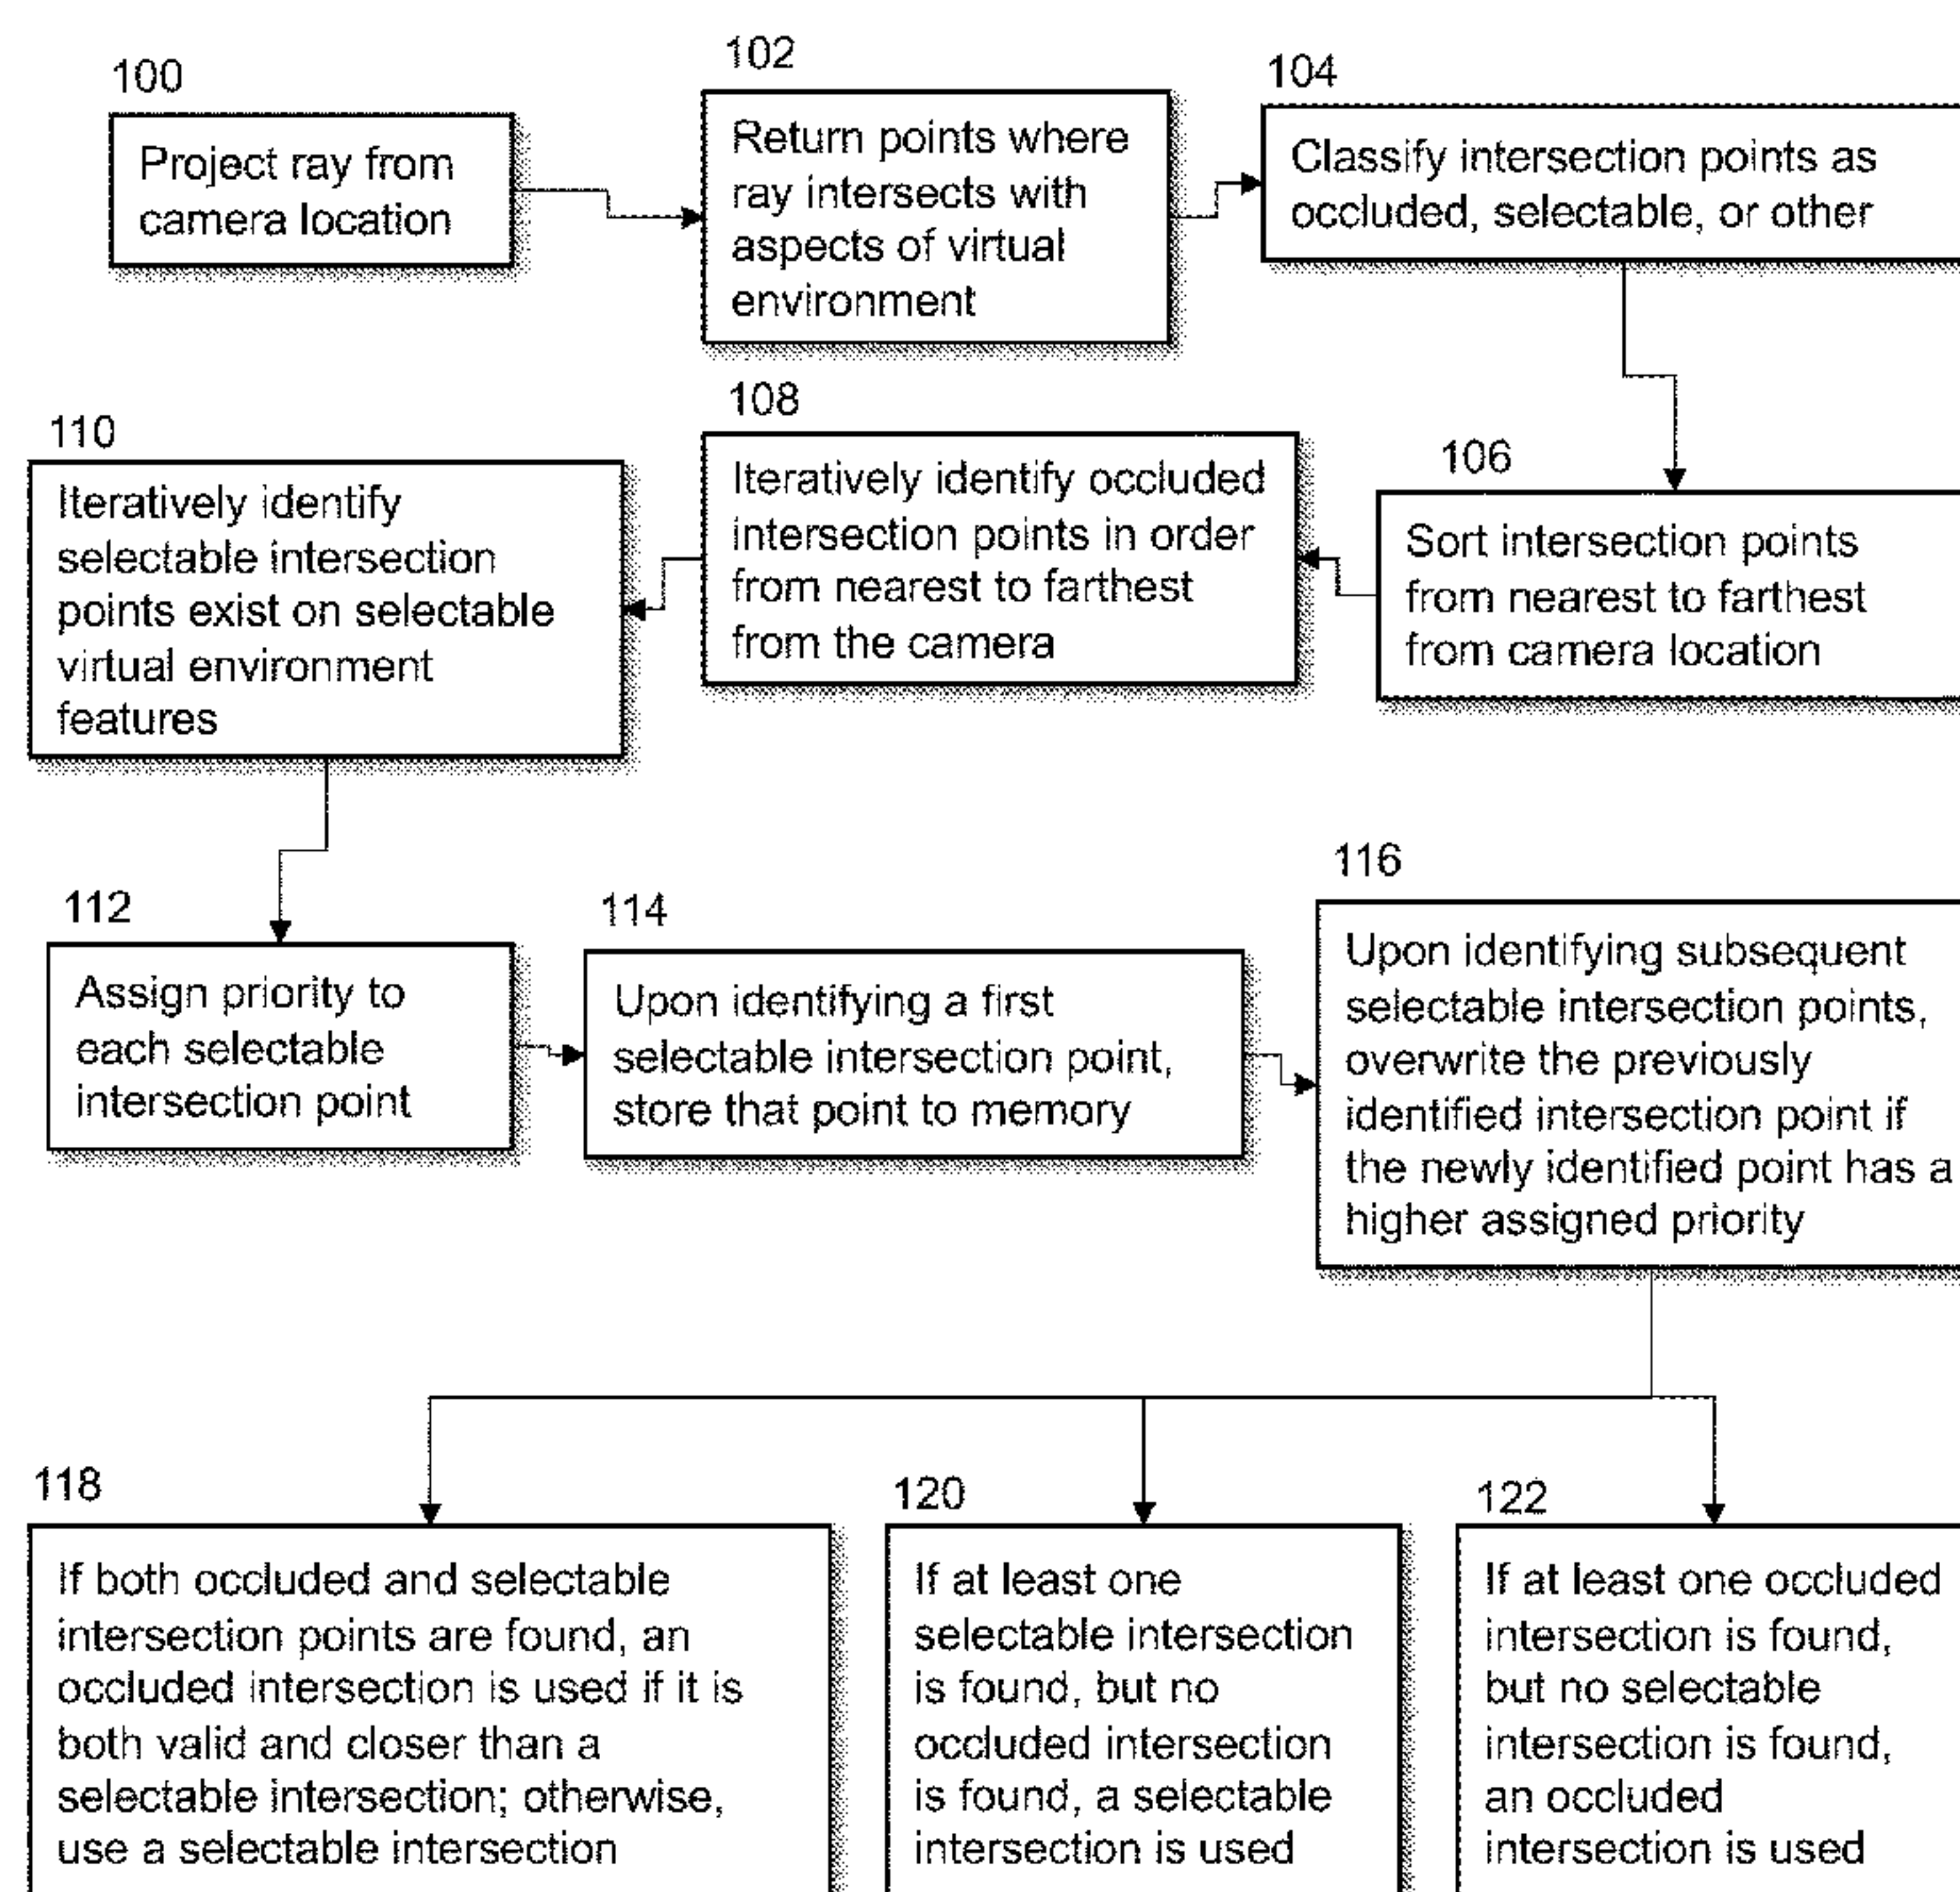 100
Project ray from
camera location
102
Return points where
ray intersects with
aspects of virtual
environment
104
Classify intersection points as
occluded, selectable, or other
106
Sort intersection points
from nearest to farthest
from camera location
108
Iteratively identify occluded
intersection points in order
from nearest to farthest
from the camera
110
Iteratively identify
selectable intersection
points exist on selectable
virtual environment
features
112
Assign priority to
each selectable
intersection point
114
Upon identifying a first
selectable intersection point,
store that point to memory
116
Upon identifying subsequent
selectable intersection points,
overwrite the previously
identified intersection point if
the newly identified point has a
higher assigned priority
118
If both occluded and selectable
intersection points are found, an
occluded intersection is used if it is
both valid and closer than a
selectable intersection; otherwise,
use a selectable intersection
120
If at least one
selectable intersection
is found, but no
occluded intersection
is found, a selectable
intersection is used
122
If at least one occluded
intersection is found,
but no selectable
intersection is found,
an occluded
intersection is used